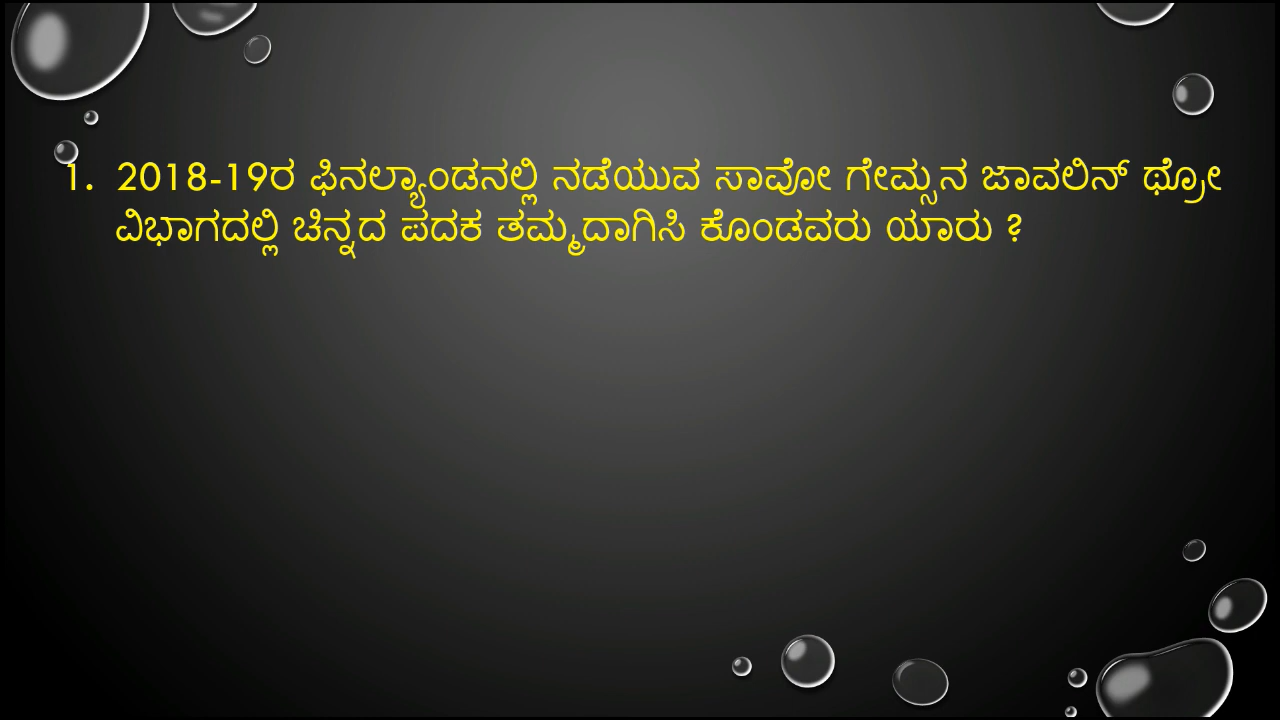 1. 2018-19ರ ಫಿನಲ್ಯಾಂಡನಲ್ಲಿ ನಡೆಯುವ ಸಾವೋ ಗೇಮ್ಸನ ಜಾವಲಿನ್ ಥ್ರೋ
ವಿಭಾಗದಲ್ಲಿ ಚಿನ್ನದ ಪದಕ ತಮ್ಮದಾಗಿಸಿ ಕೊಂಡವರು ಯಾರು ?